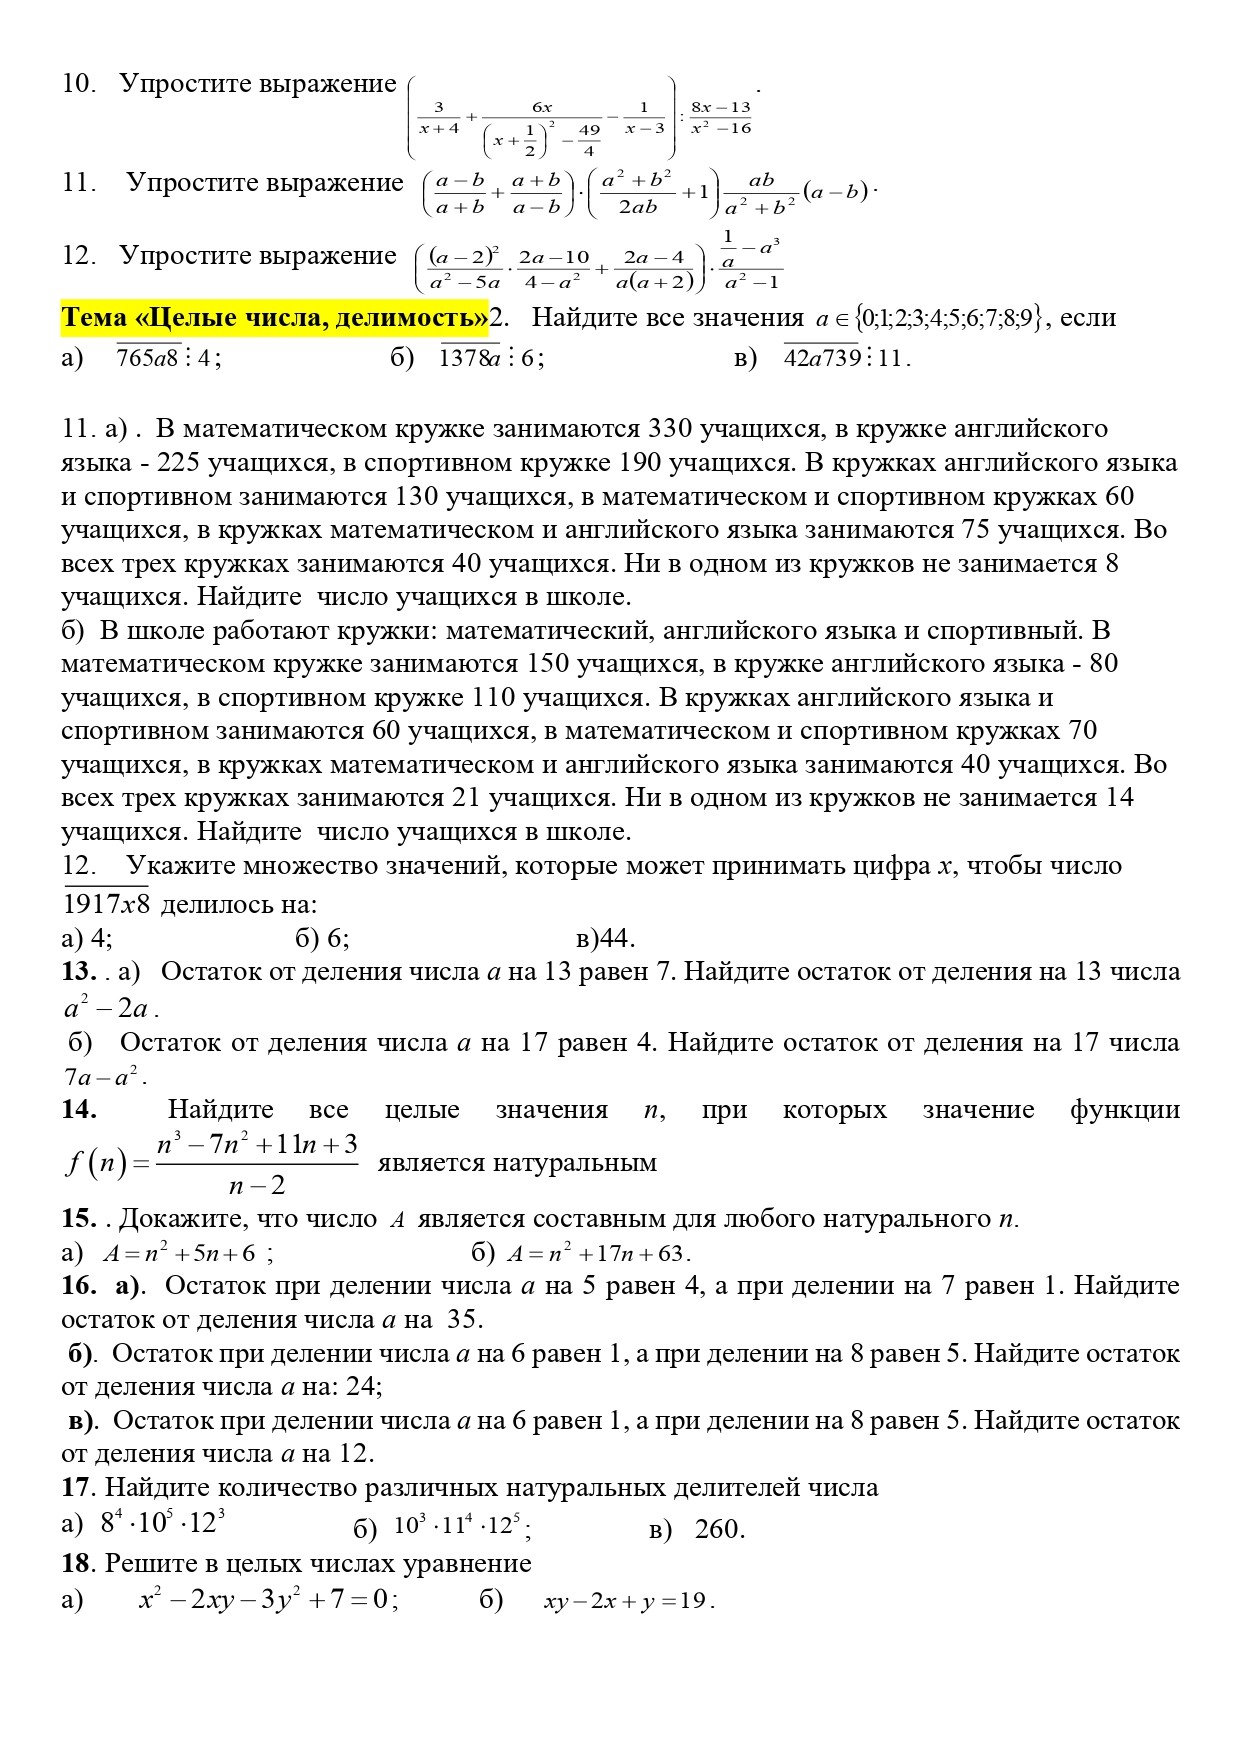 10. Упростите выражение $\left(\frac{3}{x+4}+\frac{6x}{\left(x+\frac{1}{2}\right)^2-\frac{49}{4}}-\frac{1}{x-3}\right):\frac{8x-13}{x^2-16}$.
11. Упростите выражение $\left(\frac{a-b}{a+b}+\frac{a+b}{a-b}\right)\cdot\left(\frac{a^2+b^2}{2ab}+1\right)\frac{ab}{a^2+b^2}(a-b)$.
12. Упростите выражение $\left(\frac{(a-2)^2}{a^2-5a}\cdot\frac{2a-10}{4-a^2}+\frac{2a-4}{a(a+2)}\right)\cdot\frac{\frac{1}{a}-a^3}{a^2-1}$
Тема «Целые числа, делимость»2. Найдите все значения $a\in\{0;1;2;3;4;5;6;7;8;9\}$, если
а) $\overline{765a8}\,\vdots\,4$; б) $\overline{1378a}\,\vdots\,6$; в) $\overline{42a739}\,\vdots\,11$.
11. а) . В математическом кружке занимаются 330 учащихся, в кружке английского
языка - 225 учащихся, в спортивном кружке 190 учащихся. В кружках английского языка
и спортивном занимаются 130 учащихся, в математическом и спортивном кружках 60
учащихся, в кружках математическом и английского языка занимаются 75 учащихся. Во
всех трех кружках занимаются 40 учащихся. Ни в одном из кружков не занимается 8
учащихся. Найдите число учащихся в школе.
б) В школе работают кружки: математический, английского языка и спортивный. В
математическом кружке занимаются 150 учащихся, в кружке английского языка - 80
учащихся, в спортивном кружке 110 учащихся. В кружках английского языка и
спортивном занимаются 60 учащихся, в математическом и спортивном кружках 70
учащихся, в кружках математическом и английского языка занимаются 40 учащихся. Во
всех трех кружках занимаются 21 учащихся. Ни в одном из кружков не занимается 14
учащихся. Найдите число учащихся в школе.
12. Укажите множество значений, которые может принимать цифра x, чтобы число
$\overline{1917x8}$ делилось на:
а) 4; б) 6; в)44.
13. . а) Остаток от деления числа a на 13 равен 7. Найдите остаток от деления на 13 числа
$a^2-2a$.
б) Остаток от деления числа a на 17 равен 4. Найдите остаток от деления на 17 числа
$7a-a^2$.
14. Найдите все целые значения n, при которых значение функции
$f(n)=\frac{n^3-7n^2+11n+3}{n-2}$ является натуральным
15. . Докажите, что число A является составным для любого натурального n.
а) $A=n^2+5n+6$ ; б) $A=n^2+17n+63$.
16. а). Остаток при делении числа a на 5 равен 4, а при делении на 7 равен 1. Найдите
остаток от деления числа a на 35.
б). Остаток при делении числа a на 6 равен 1, а при делении на 8 равен 5. Найдите остаток
от деления числа a на: 24;
в). Остаток при делении числа a на 6 равен 1, а при делении на 8 равен 5. Найдите остаток
от деления числа a на 12.
17. Найдите количество различных натуральных делителей числа
а) $8^4\cdot10^5\cdot12^3$ б) $10^3\cdot11^4\cdot12^5$; в) 260.
18. Решите в целых числах уравнение
а) $x^2-2xy-3y^2+7=0$; б) $xy-2x+y=19$.